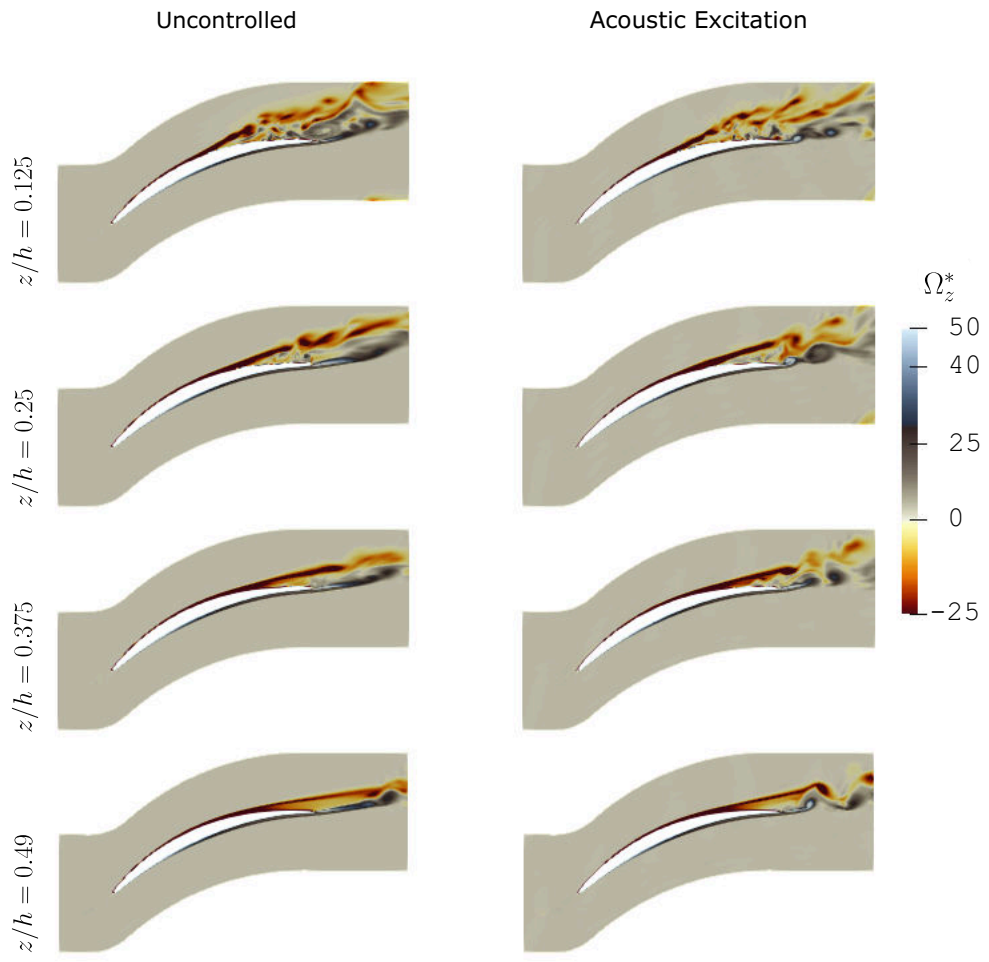 Uncontrolled
Acoustic Excitation
z/h = 0.125
z/h = 0.25
z/h = 0.375
z/h = 0.49
Ω*z
50
40
25
0
-25